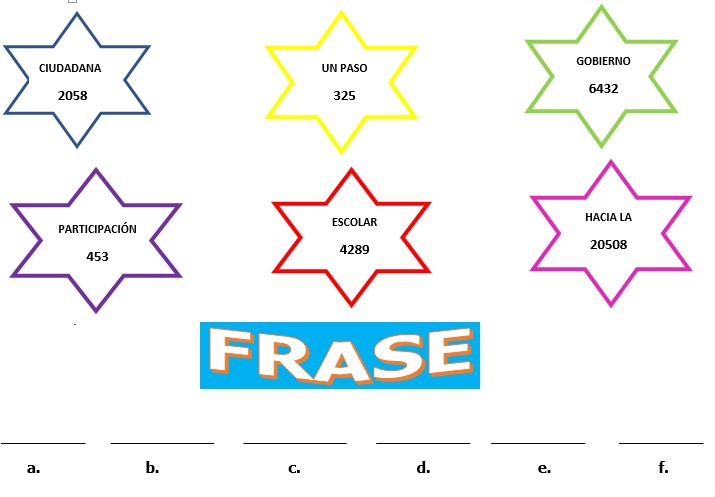 CIUDADANA
2058
UN PASO
325
GOBIERNO
6432
PARTICIPACIÓN
453
ESCOLAR
4289
HACIA LA
20508
FRASE
a. b. c. d. e. f.